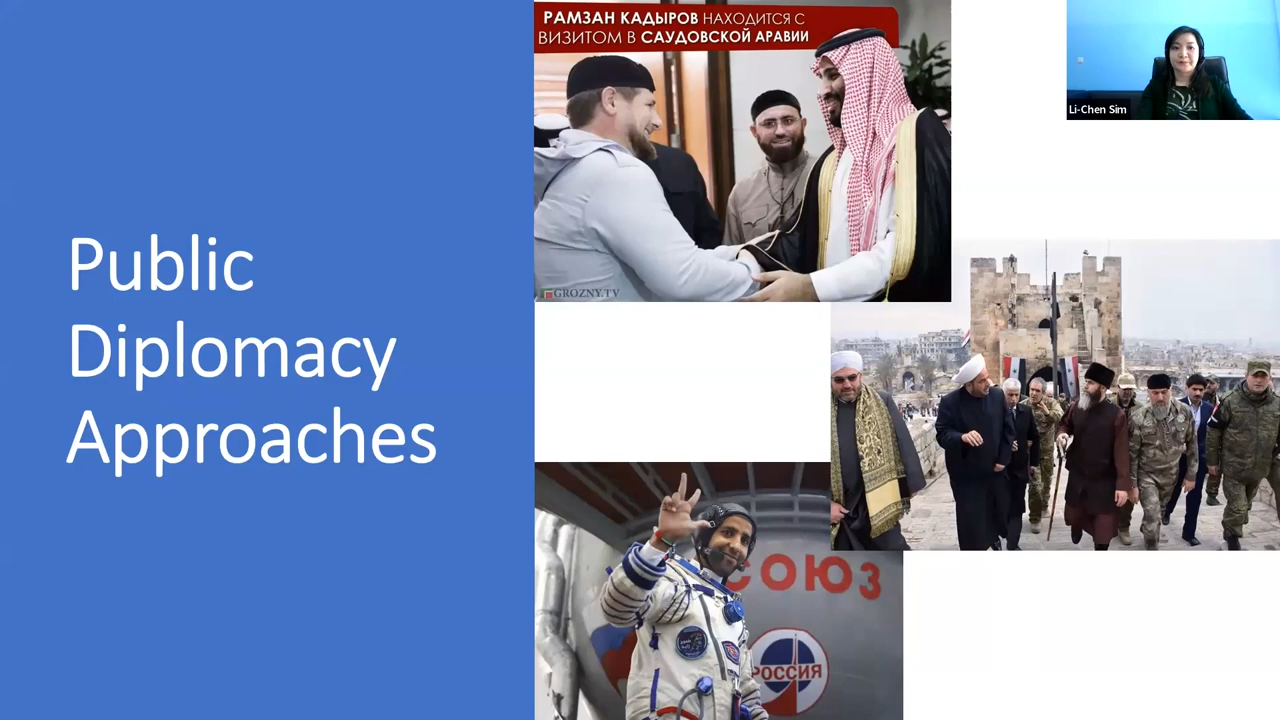 Public
Diplomacy
Approaches
РАМЗАН КАДЫРОВ НАХОДИТСЯ С
ВИЗИТОМ В САУДОВСКОЙ АРАВИИ
GROZNY.TV
Li-Chen Sim
СОЮЗ
РОССИЯ